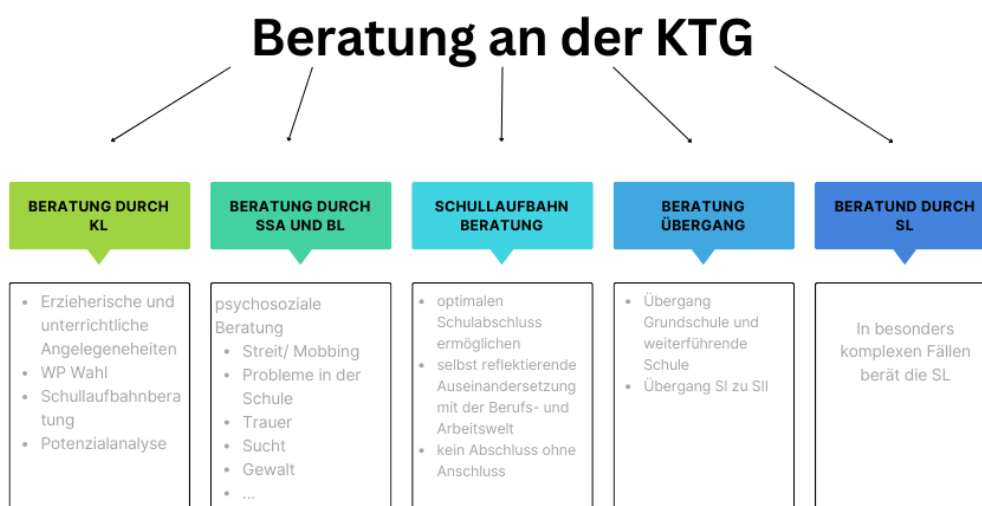 Beratung an der KTG
BERATUNG DURCH
KL
• Erzieherische und
unterrichtliche
Angelegeneheiten
• WP Wahl
• Schullaufbahnbera
tung
• Potenzialanalyse
BERATUNG DURCH
SSA UND BL
psychosoziale
Beratung
• Streit/ Mobbing
• Probleme in der
Schule
• Trauer
• Sucht
• Gewalt
• ...
SCHULLAUFBAHN
BERATUNG
• optimalen
Schulabschluss
ermöglichen
• selbst reflektierende
Auseinandersetzung
mit der Berufs- und
Arbeitswelt
• kein Abschluss ohne
Anschluss
BERATUNG
ÜBERGANG
• Übergang
Grundschule und
weiterführende
Schule
• Übergang SI zu SII
BERATUND DURCH
SL
In besonders
komplexen Fällen
berät die SL